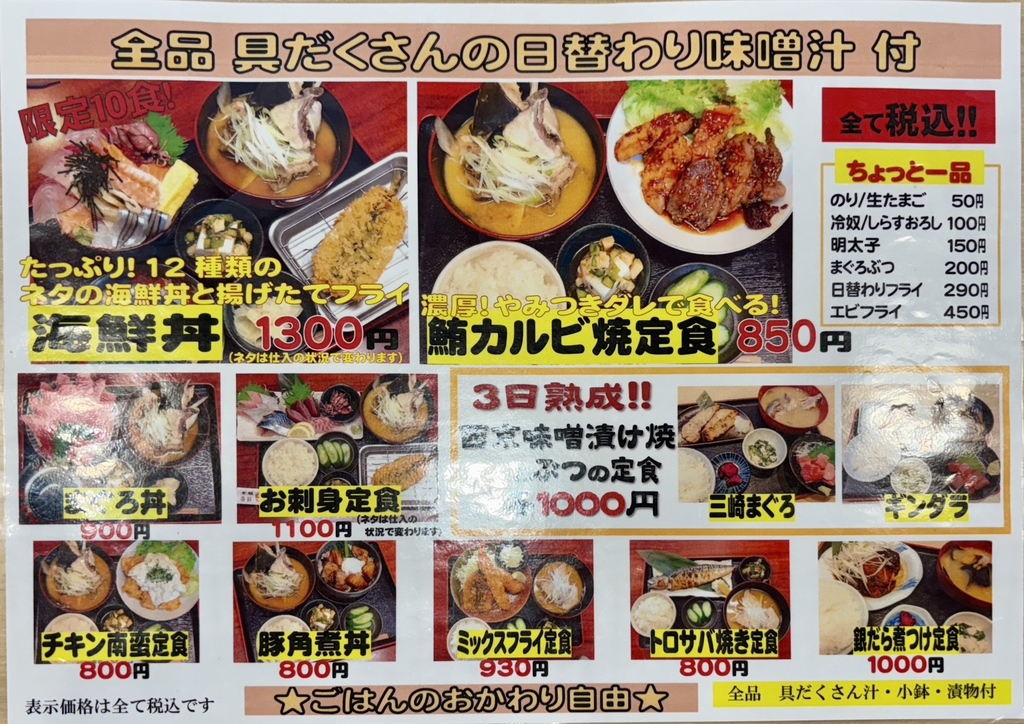 全品 具だくさんの日替わり味噌汁 付
限定10食!
たっぷり! 12 種類の
ネタの海鮮丼と揚げたてフライ
海鮮丼 1300円
(ネタは仕入の状況で変わります)
濃厚! やみつきダレで食べる!
鮪カルビ焼定食 850円
全て税込!!
ちょっと一品
のり/生たまご 50円
冷奴/しらすおろし 100円
明太子 150円
まぐろぶつ 200円
日替わりフライ 290円
エビフライ 450円
まぐろ丼
900円
お刺身定食
1100円
(ネタは仕入の
状況で変わります)
3日熟成!!
味噌漬け焼
ぶつの定食
1000円
三崎まぐろ
ギンダラ
チキン南蛮定食
800円
豚角煮丼
800円
ミックスフライ定食
930円
トロサバ焼き定食
800円
銀だら煮つけ定食
1000円
表示価格は全て税込です
★ごはんのおかわり自由★
全品 具だくさん汁・小鉢・漬物付